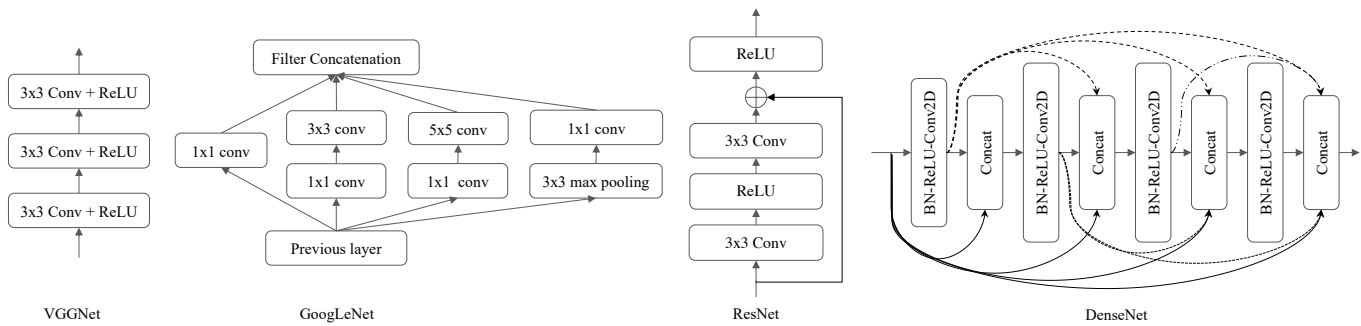 3x3 Conv + ReLU
3x3 Conv + ReLU
3x3 Conv + ReLU
VGGNet
Filter Concatenation
1x1 conv
3x3 conv
5x5 conv
1x1 conv
1x1 conv
1x1 conv
3x3 max pooling
Previous layer
GoogLeNet
ReLU
3x3 Conv
ReLU
3x3 Conv
ResNet
BN-ReLU-Conv2D
Concat
BN-ReLU-Conv2D
Concat
BN-ReLU-Conv2D
Concat
BN-ReLU-Conv2D
Concat
DenseNet